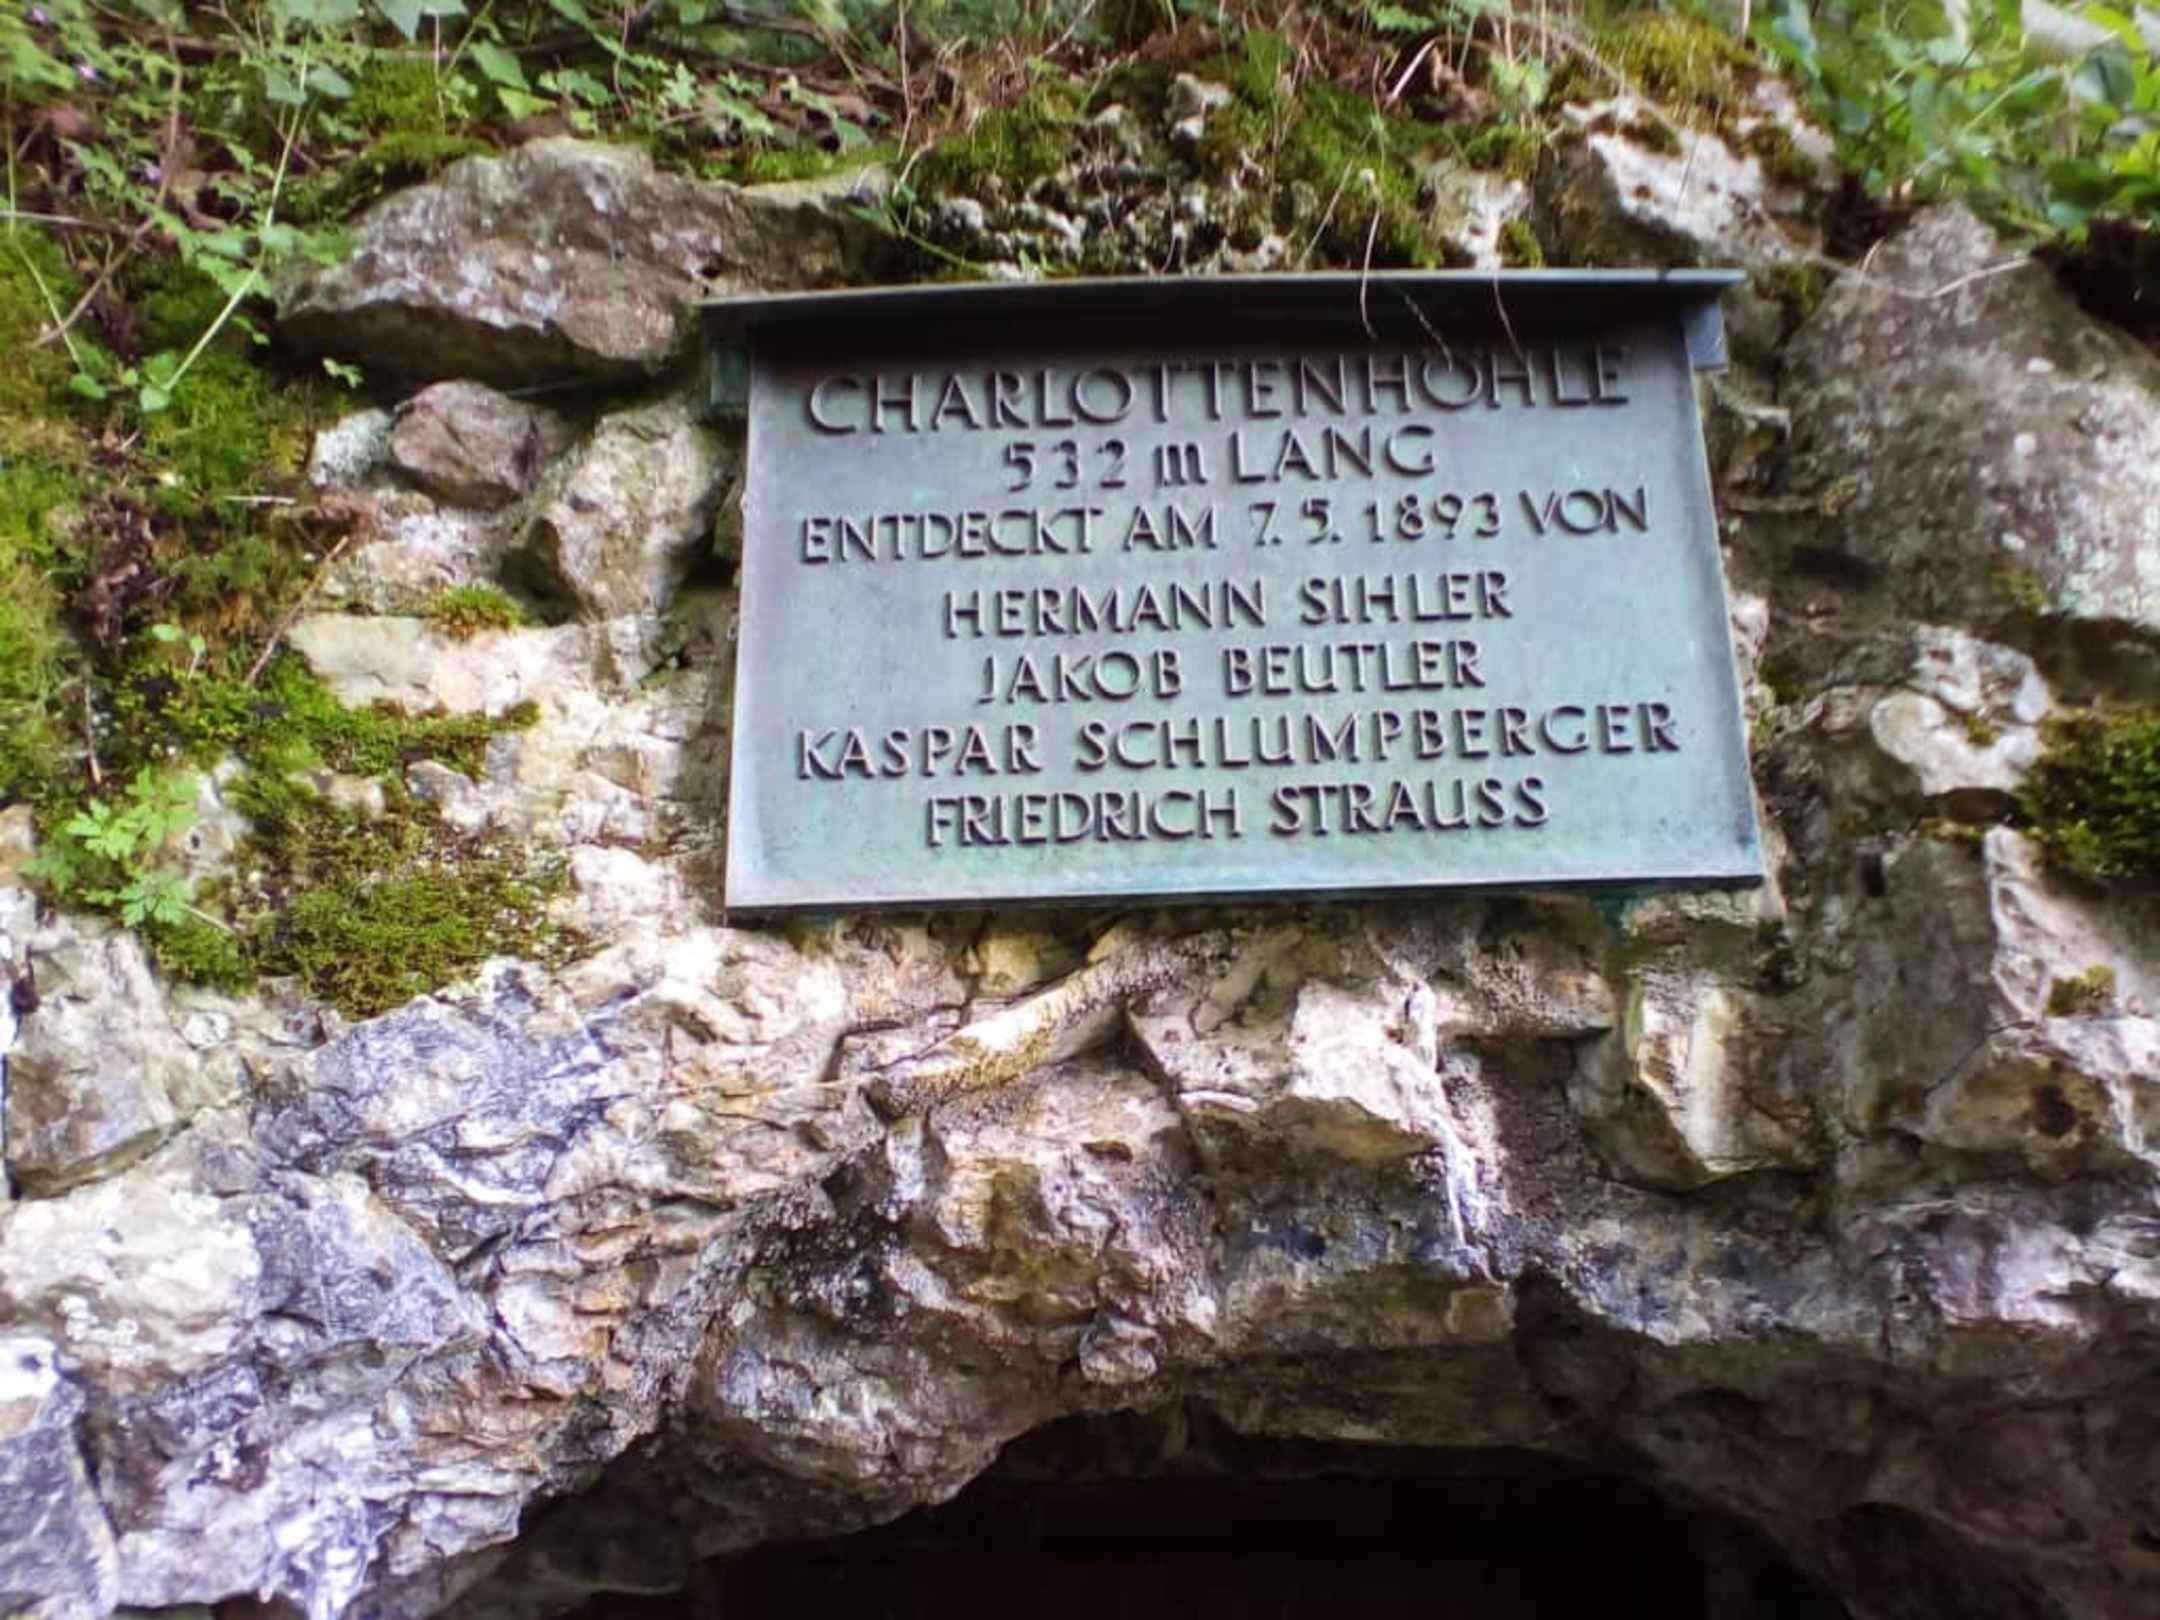 CHARLOTTENHÖHLE
532 m LANG
ENTDECKT AM 7. 5. 1893 VON
HERMANN SIHLER
JAKOB BEUTLER
KASPAR SCHLUMPBERGER
FRIEDRICH STRAUSS